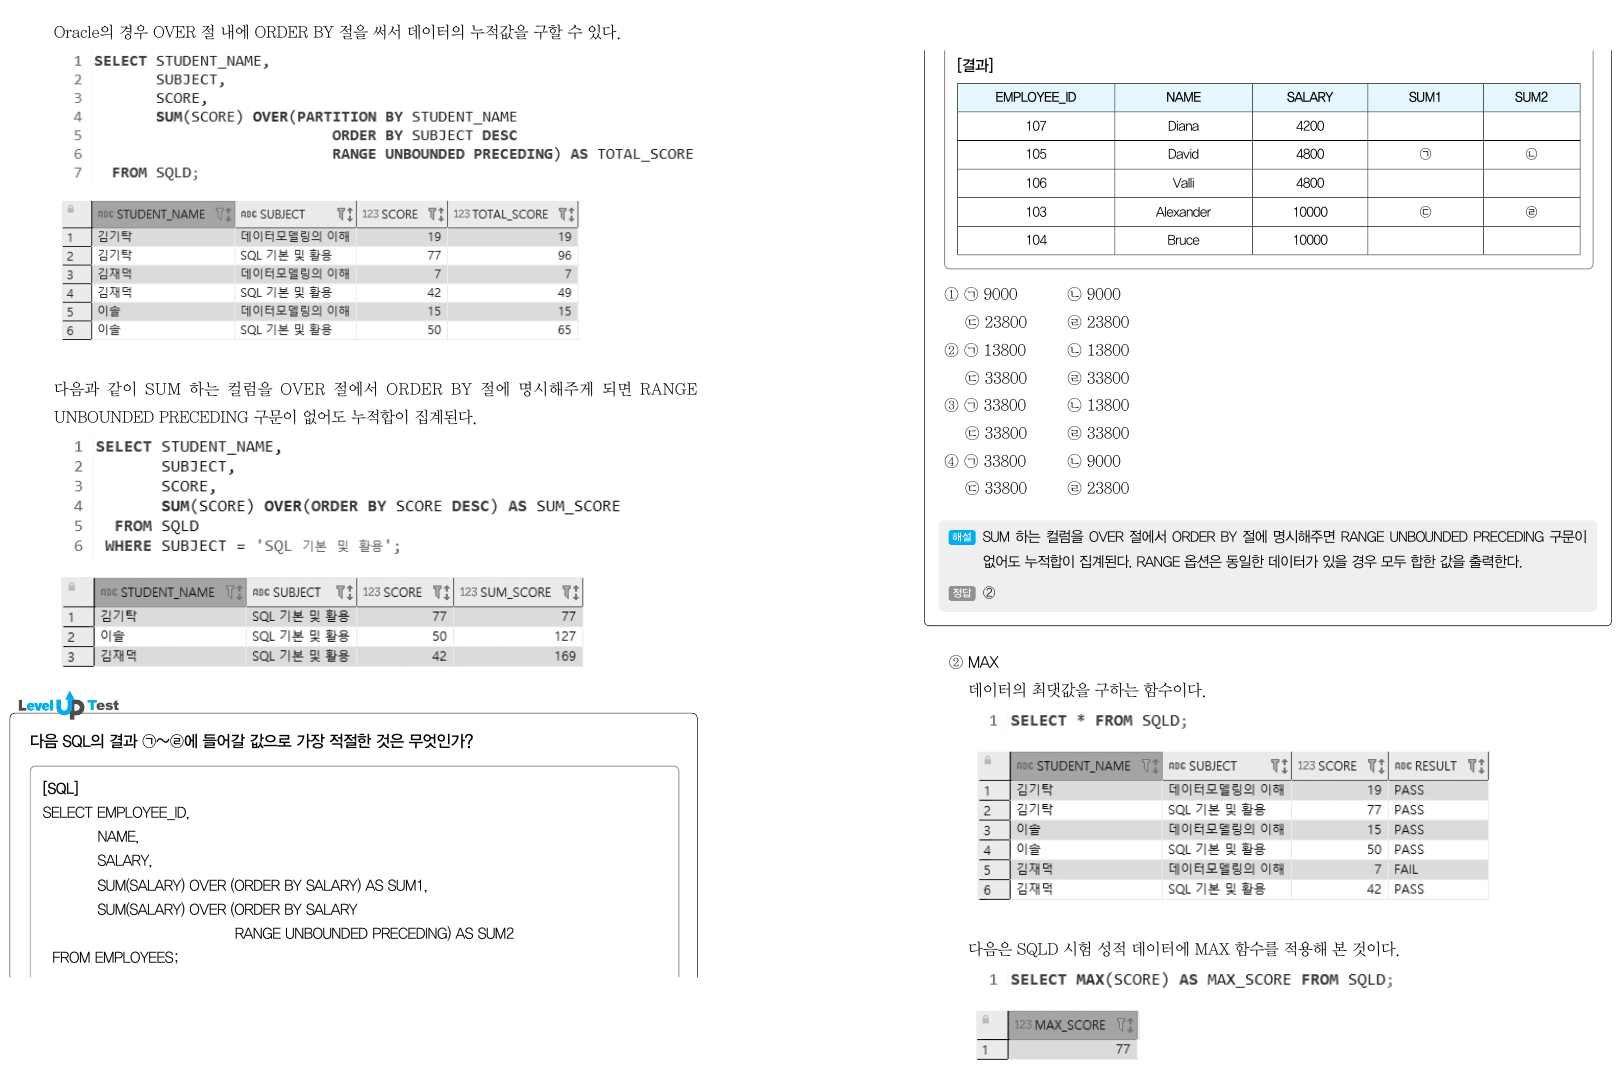 Oracle의 경우 OVER 절 내에 ORDER BY 절을 써서 데이터의 누적값을 구할 수 있다.
1 SELECT STUDENT_NAME,
2 SUBJECT,
3 SCORE,
4 SUM(SCORE) OVER(PARTITION BY STUDENT_NAME
5 ORDER BY SUBJECT DESC
6 RANGE UNBOUNDED PRECEDING) AS TOTAL_SCORE
7 FROM SQLD;
ABC STUDENT_NAME ABC SUBJECT 123 SCORE 123 TOTAL_SCORE
1 김기탁 데이터모델링의 이해 19 19
2 김기탁 SQL 기본 및 활용 77 96
3 김재덕 데이터모델링의 이해 7 7
4 김재덕 SQL 기본 및 활용 42 49
5 이솔 데이터모델링의 이해 15 15
6 이솔 SQL 기본 및 활용 50 65
다음과 같이 SUM 하는 컬럼을 OVER 절에서 ORDER BY 절에 명시해주게 되면 RANGE
UNBOUNDED PRECEDING 구문이 없어도 누적합이 집계된다.
1 SELECT STUDENT_NAME,
2 SUBJECT,
3 SCORE,
4 SUM(SCORE) OVER(ORDER BY SCORE DESC) AS SUM_SCORE
5 FROM SQLD
6 WHERE SUBJECT = 'SQL 기본 및 활용';
ABC STUDENT_NAME ABC SUBJECT 123 SCORE 123 SUM_SCORE
1 김기탁 SQL 기본 및 활용 77 77
2 이솔 SQL 기본 및 활용 50 127
3 김재덕 SQL 기본 및 활용 42 169
Level Up Test
다음 SQL의 결과 ㉠~㉣에 들어갈 값으로 가장 적절한 것은 무엇인가?
[SQL]
SELECT EMPLOYEE_ID,
NAME,
SALARY,
SUM(SALARY) OVER (ORDER BY SALARY) AS SUM1,
SUM(SALARY) OVER (ORDER BY SALARY
RANGE UNBOUNDED PRECEDING) AS SUM2
FROM EMPLOYEES;
[결과]
EMPLOYEE_ID NAME SALARY SUM1 SUM2
107 Diana 4200
105 David 4800 ㉠ ㉡
106 Valli 4800
103 Alexander 10000 ㉢ ㉣
104 Bruce 10000
① ㉠ 9000 ㉡ 9000
㉢ 23800 ㉣ 23800
② ㉠ 13800 ㉡ 13800
㉢ 33800 ㉣ 33800
③ ㉠ 33800 ㉡ 13800
㉢ 33800 ㉣ 33800
④ ㉠ 33800 ㉡ 9000
㉢ 33800 ㉣ 23800
해설 SUM 하는 컬럼을 OVER 절에서 ORDER BY 절에 명시해주면 RANGE UNBOUNDED PRECEDING 구문이
없어도 누적합이 집계된다. RANGE 옵션은 동일한 데이터가 있을 경우 모두 합한 값을 출력한다.
정답 ②
② MAX
데이터의 최댓값을 구하는 함수이다.
1 SELECT * FROM SQLD;
ABC STUDENT_NAME ABC SUBJECT 123 SCORE ABC RESULT
1 김기탁 데이터모델링의 이해 19 PASS
2 김기탁 SQL 기본 및 활용 77 PASS
3 이솔 데이터모델링의 이해 15 PASS
4 이솔 SQL 기본 및 활용 50 PASS
5 김재덕 데이터모델링의 이해 7 FAIL
6 김재덕 SQL 기본 및 활용 42 PASS
다음은 SQLD 시험 성적 데이터에 MAX 함수를 적용해 본 것이다.
1 SELECT MAX(SCORE) AS MAX_SCORE FROM SQLD;
123 MAX_SCORE
1 77